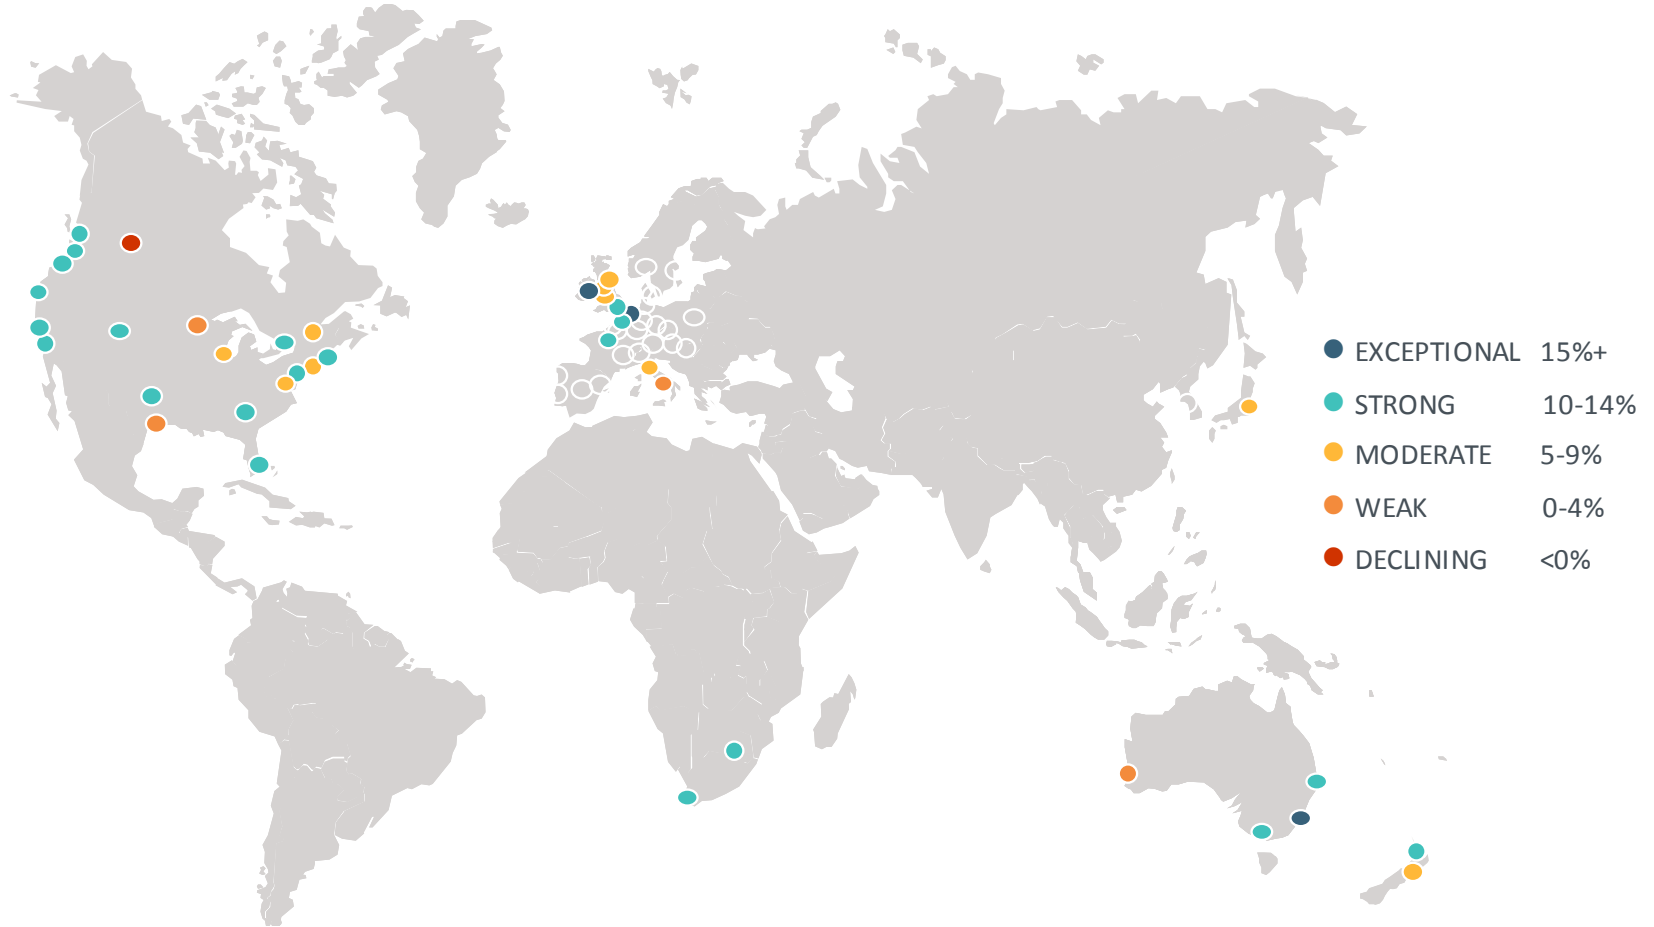 EXCEPTIONAL 15%+
STRONG 10-14%
MODERATE 5-9%
WEAK 0-4%
DECLINING <0%